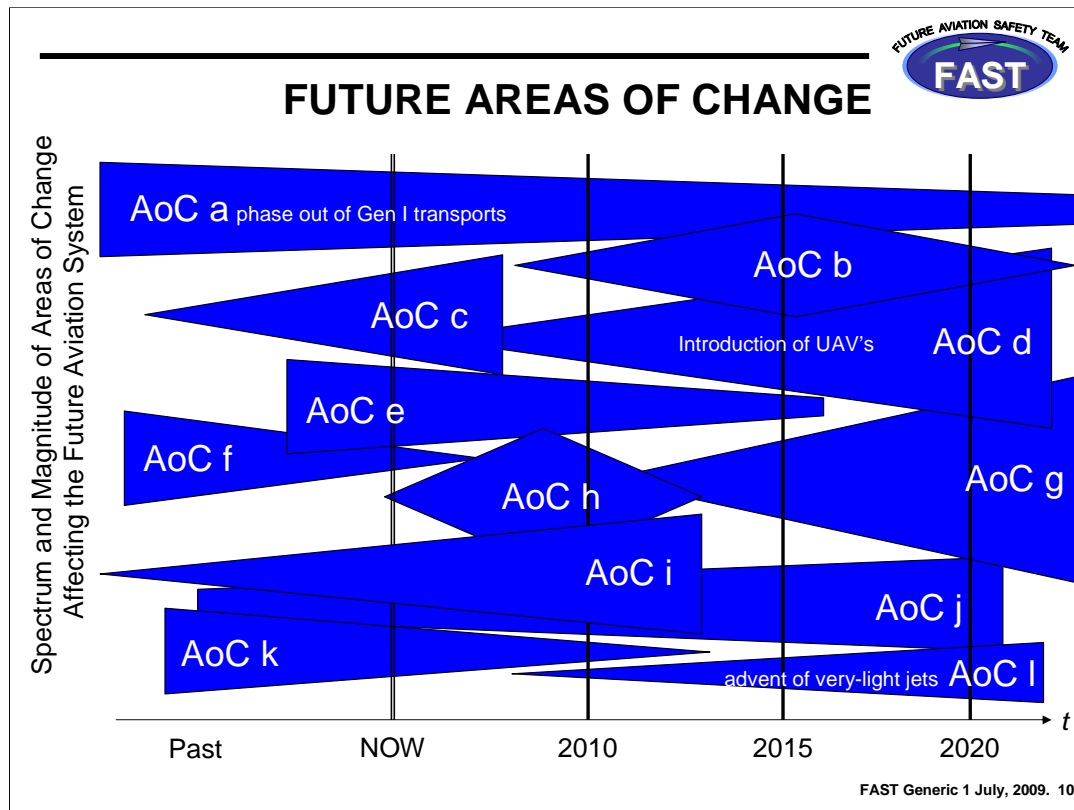 FUTURE AVIATION SAFETY TEAM
FAST
FUTURE AREAS OF CHANGE
Spectrum and Magnitude of Areas of Change
Affecting the Future Aviation System
AoC a phase out of Gen I transports
AoC b
AoC c
Introduction of UAV's AoC d
AoC e
AoC f
AoC g
AoC h
AoC i
AoC j
AoC k
advent of very-light jets AoC l
t
Past NOW 2010 2015 2020
FAST Generic 1 July, 2009. 10